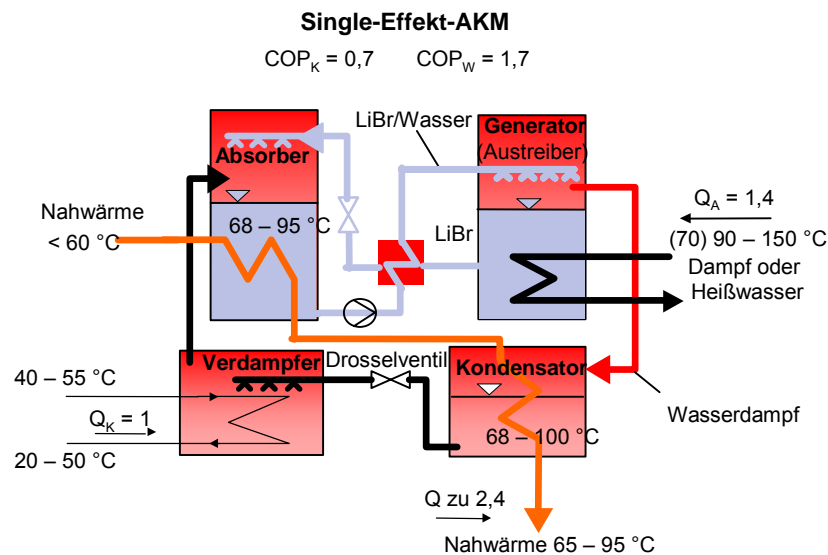 Single-Effekt-AKM
COP_K = 0,7 COP_W = 1,7
LiBr/Wasser
Absorber
Generator
(Austreiber)
Q_A = 1,4
(70) 90 – 150 °C
Dampf oder
Heißwasser
Nahwärme
< 60 °C
68 – 95 °C
LiBr
Verdampfer
Drosselventil
Kondensator
40 – 55 °C
Q_K = 1
20 – 50 °C
68 – 100 °C
Wasserdampf
Q zu 2,4
Nahwärme 65 – 95 °C